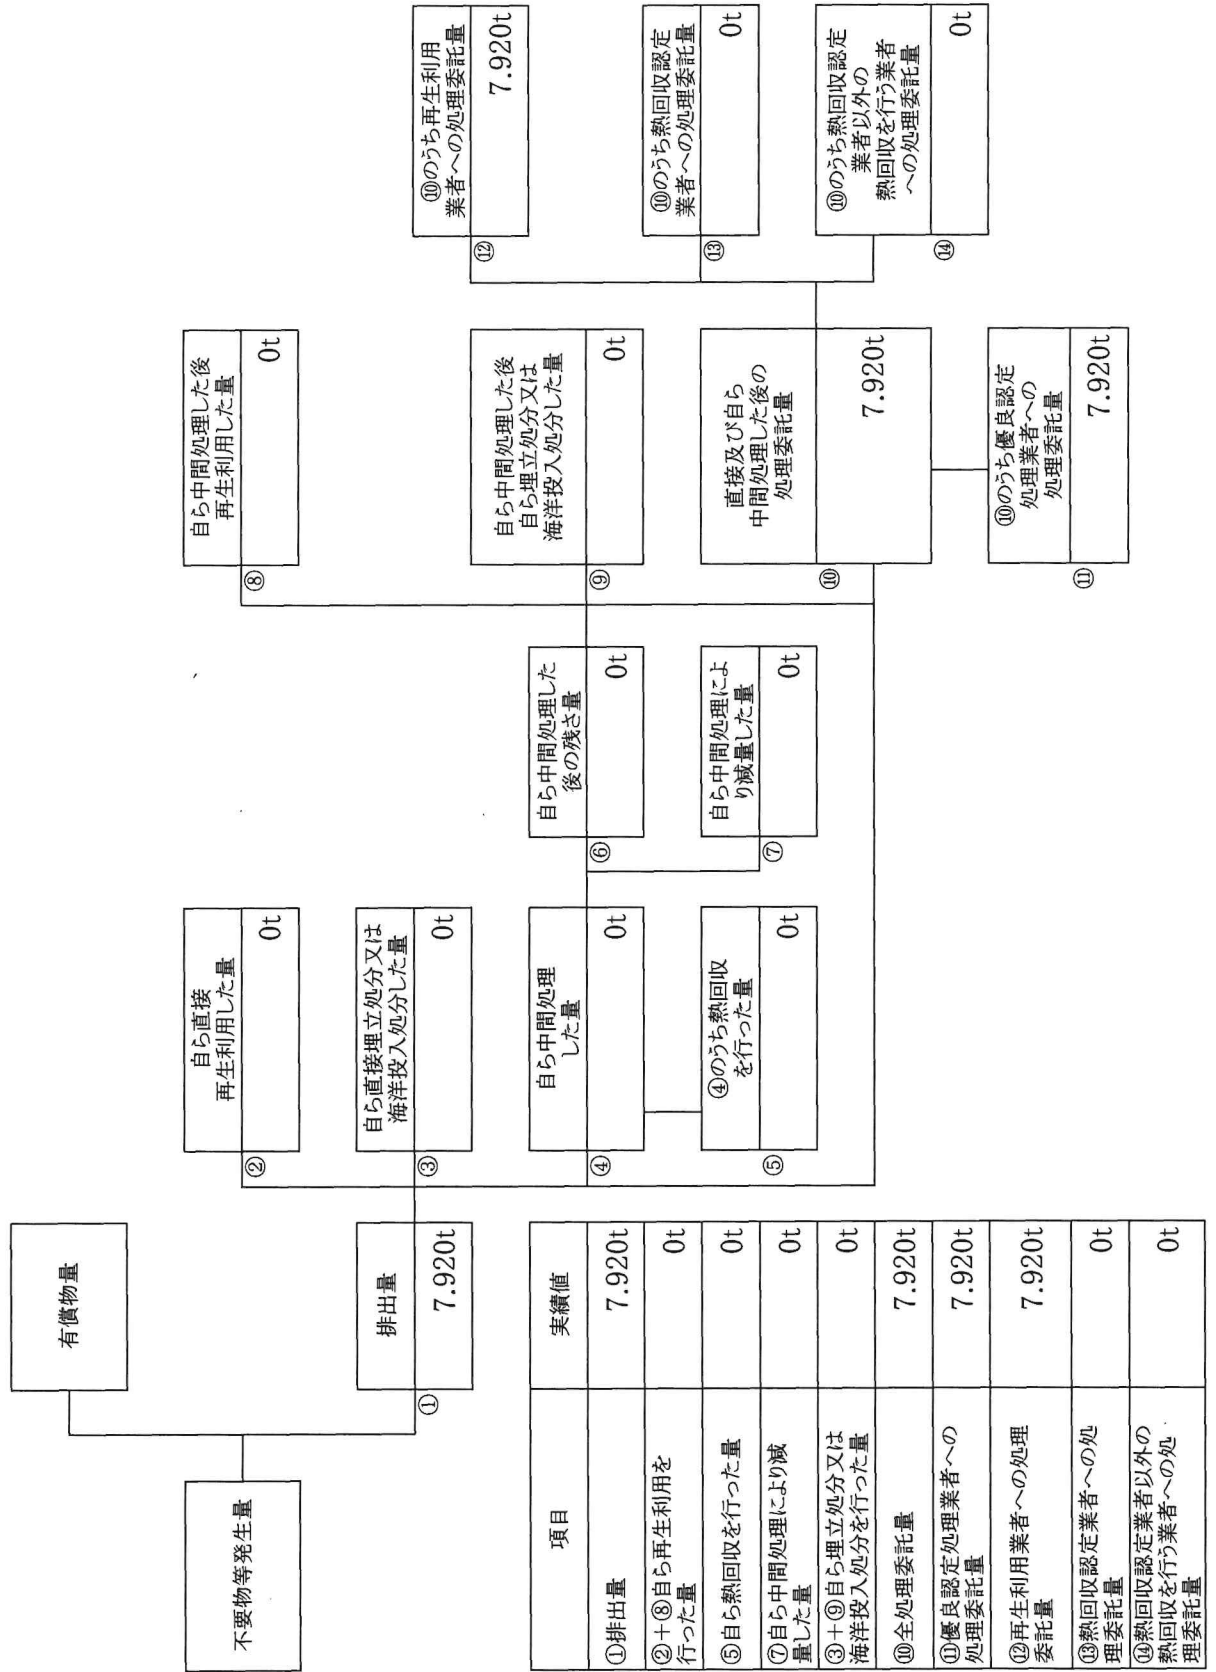 不要物等発生量
有償物量
①
排出量
7.920t
②
自ら直接
再生利用した量
0t
③
自ら直接埋立処分又は
海洋投入処分した量
0t
④
自ら中間処理
した量
0t
⑤
④のうち熱回収
を行った量
0t
⑥
自ら中間処理した
後の残さ量
0t
⑦
自ら中間処理によ
り減量した量
0t
⑧
自ら中間処理した後
再生利用した量
0t
⑨
自ら中間処理した後
自ら埋立処分又は
海洋投入処分した量
0t
⑩
直接及び自ら
中間処理した後の
処理委託量
7.920t
⑪
⑩のうち優良認定
処理業者への
処理委託量
7.920t
⑫
⑩のうち再生利用
業者への処理委託量
7.920t
⑬
⑩のうち熱回収認定
業者への処理委託量
0t
⑭
⑩のうち熱回収認定
業者以外の
熱回収を行う業者
への処理委託量
0t
項目 実績値
①排出量 7.920t
②+⑧自ら再生利用を
行った量 0t
⑤自ら熱回収を行った量 0t
⑦自ら中間処理により減
量した量 0t
③+⑨自ら埋立処分又は
海洋投入処分を行った量 0t
⑩全処理委託量 7.920t
⑪優良認定処理業者への
処理委託量 7.920t
⑫再生利用業者への処理
委託量 7.920t
⑬熱回収認定業者への処
理委託量 0t
⑭熱回収認定業者以外の
熱回収を行う業者への処
理委託量 0t